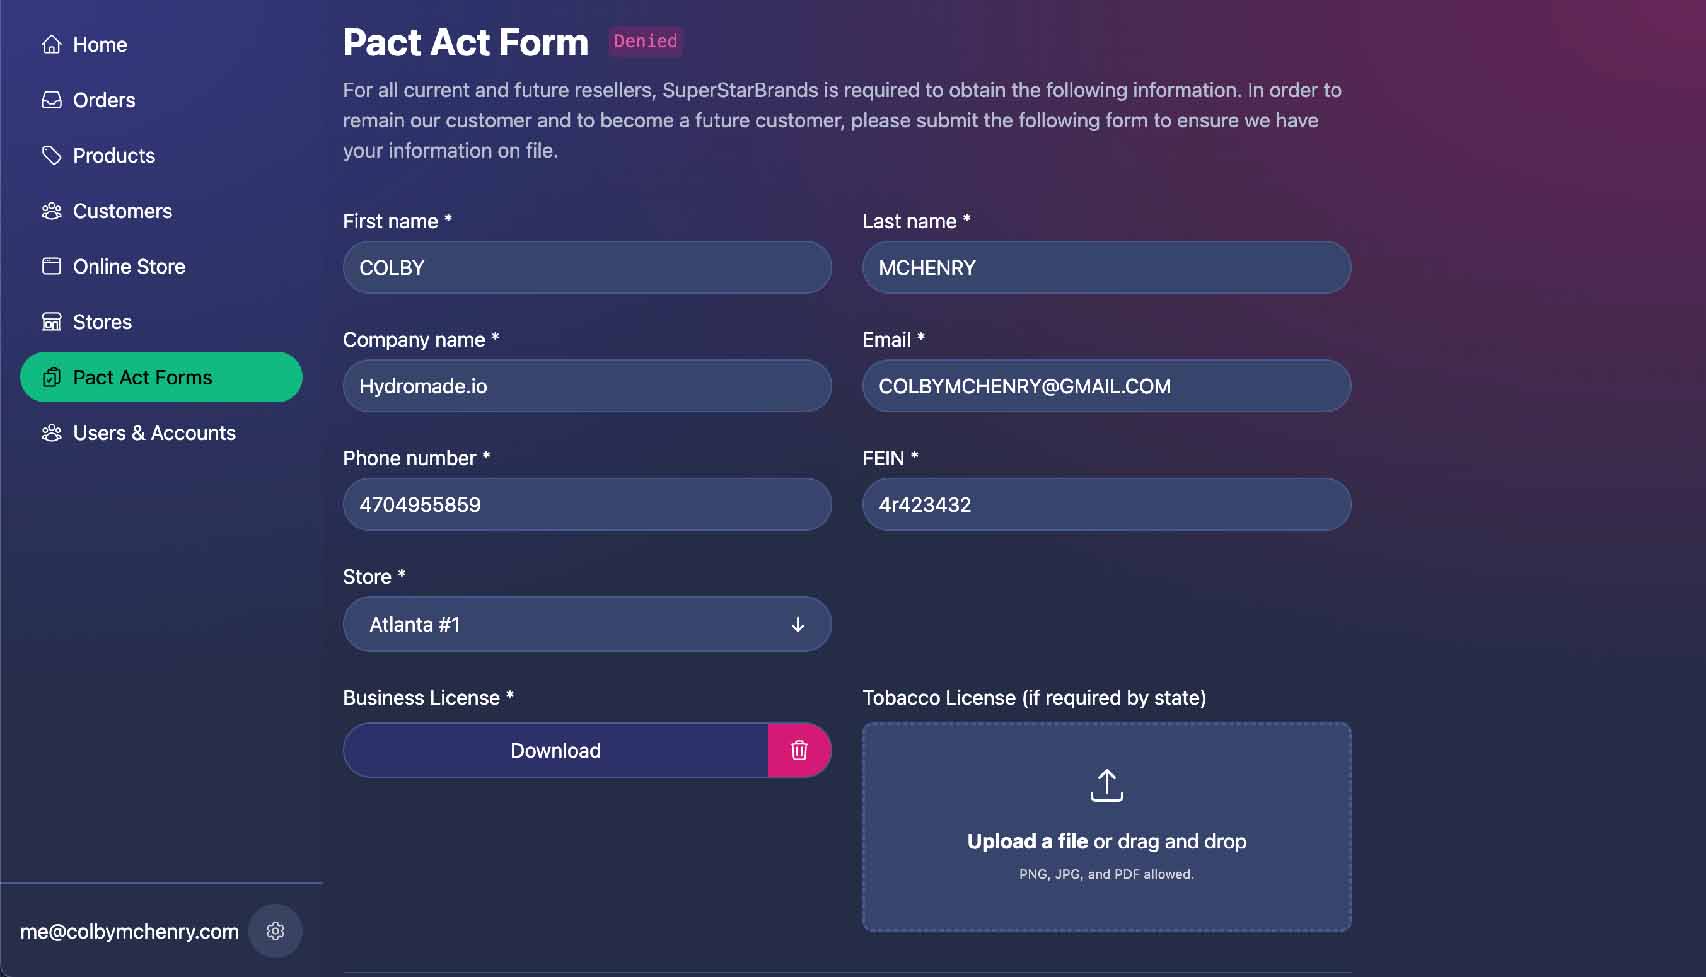 Home
Orders
Products
Customers
Online Store
Stores
Pact Act Forms
Users & Accounts
me@colbymchenry.com
Pact Act Form Denied
For all current and future resellers, SuperStarBrands is required to obtain the following information. In order to
remain our customer and to become a future customer, please submit the following form to ensure we have
your information on file.
First name *
COLBY
Last name *
MCHENRY
Company name *
Hydromade.io
Email *
COLBYMCHENRY@GMAIL.COM
Phone number *
4704955859
FEIN *
4r423432
Store *
Atlanta #1
Business License *
Download
Tobacco License (if required by state)
Upload a file or drag and drop
PNG, JPG, and PDF allowed.